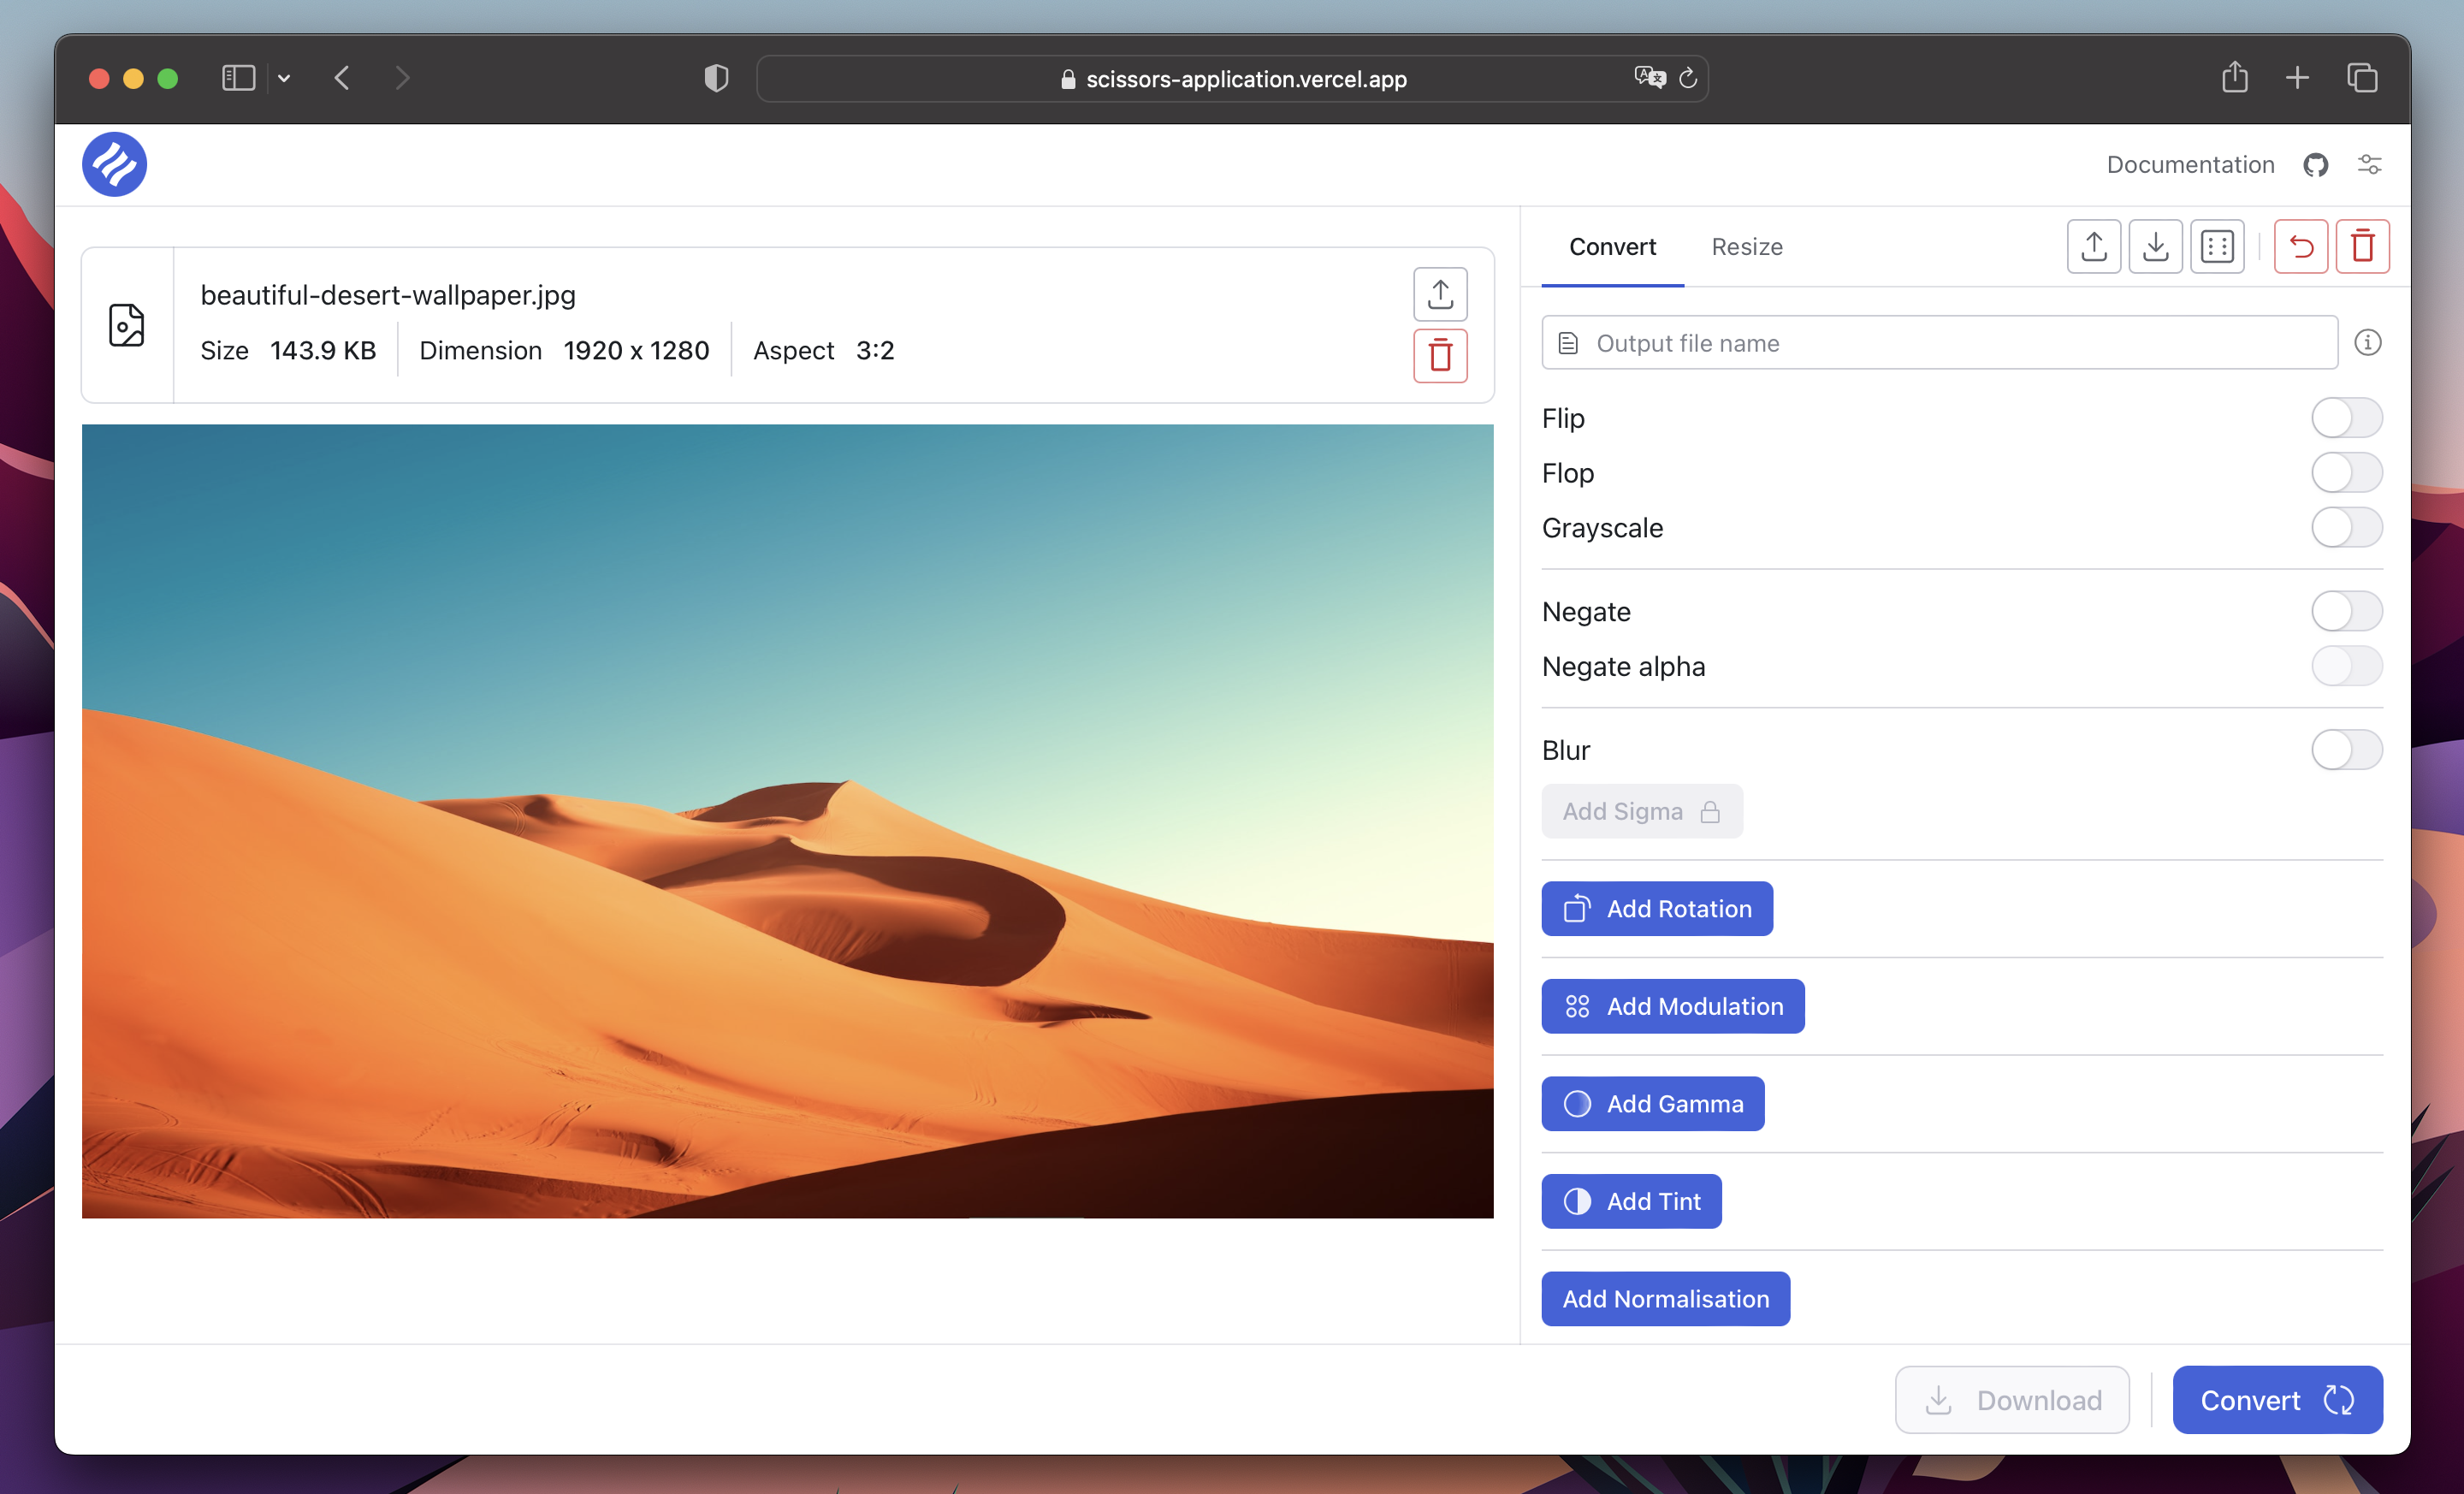 scissors-application.vercel.app
Documentation
beautiful-desert-wallpaper.jpg
Size 143.9 KB Dimension 1920 x 1280 Aspect 3:2
Convert Resize
Output file name
Flip
Flop
Grayscale
Negate
Negate alpha
Blur
Add Sigma
Add Rotation
Add Modulation
Add Gamma
Add Tint
Add Normalisation
Download Convert